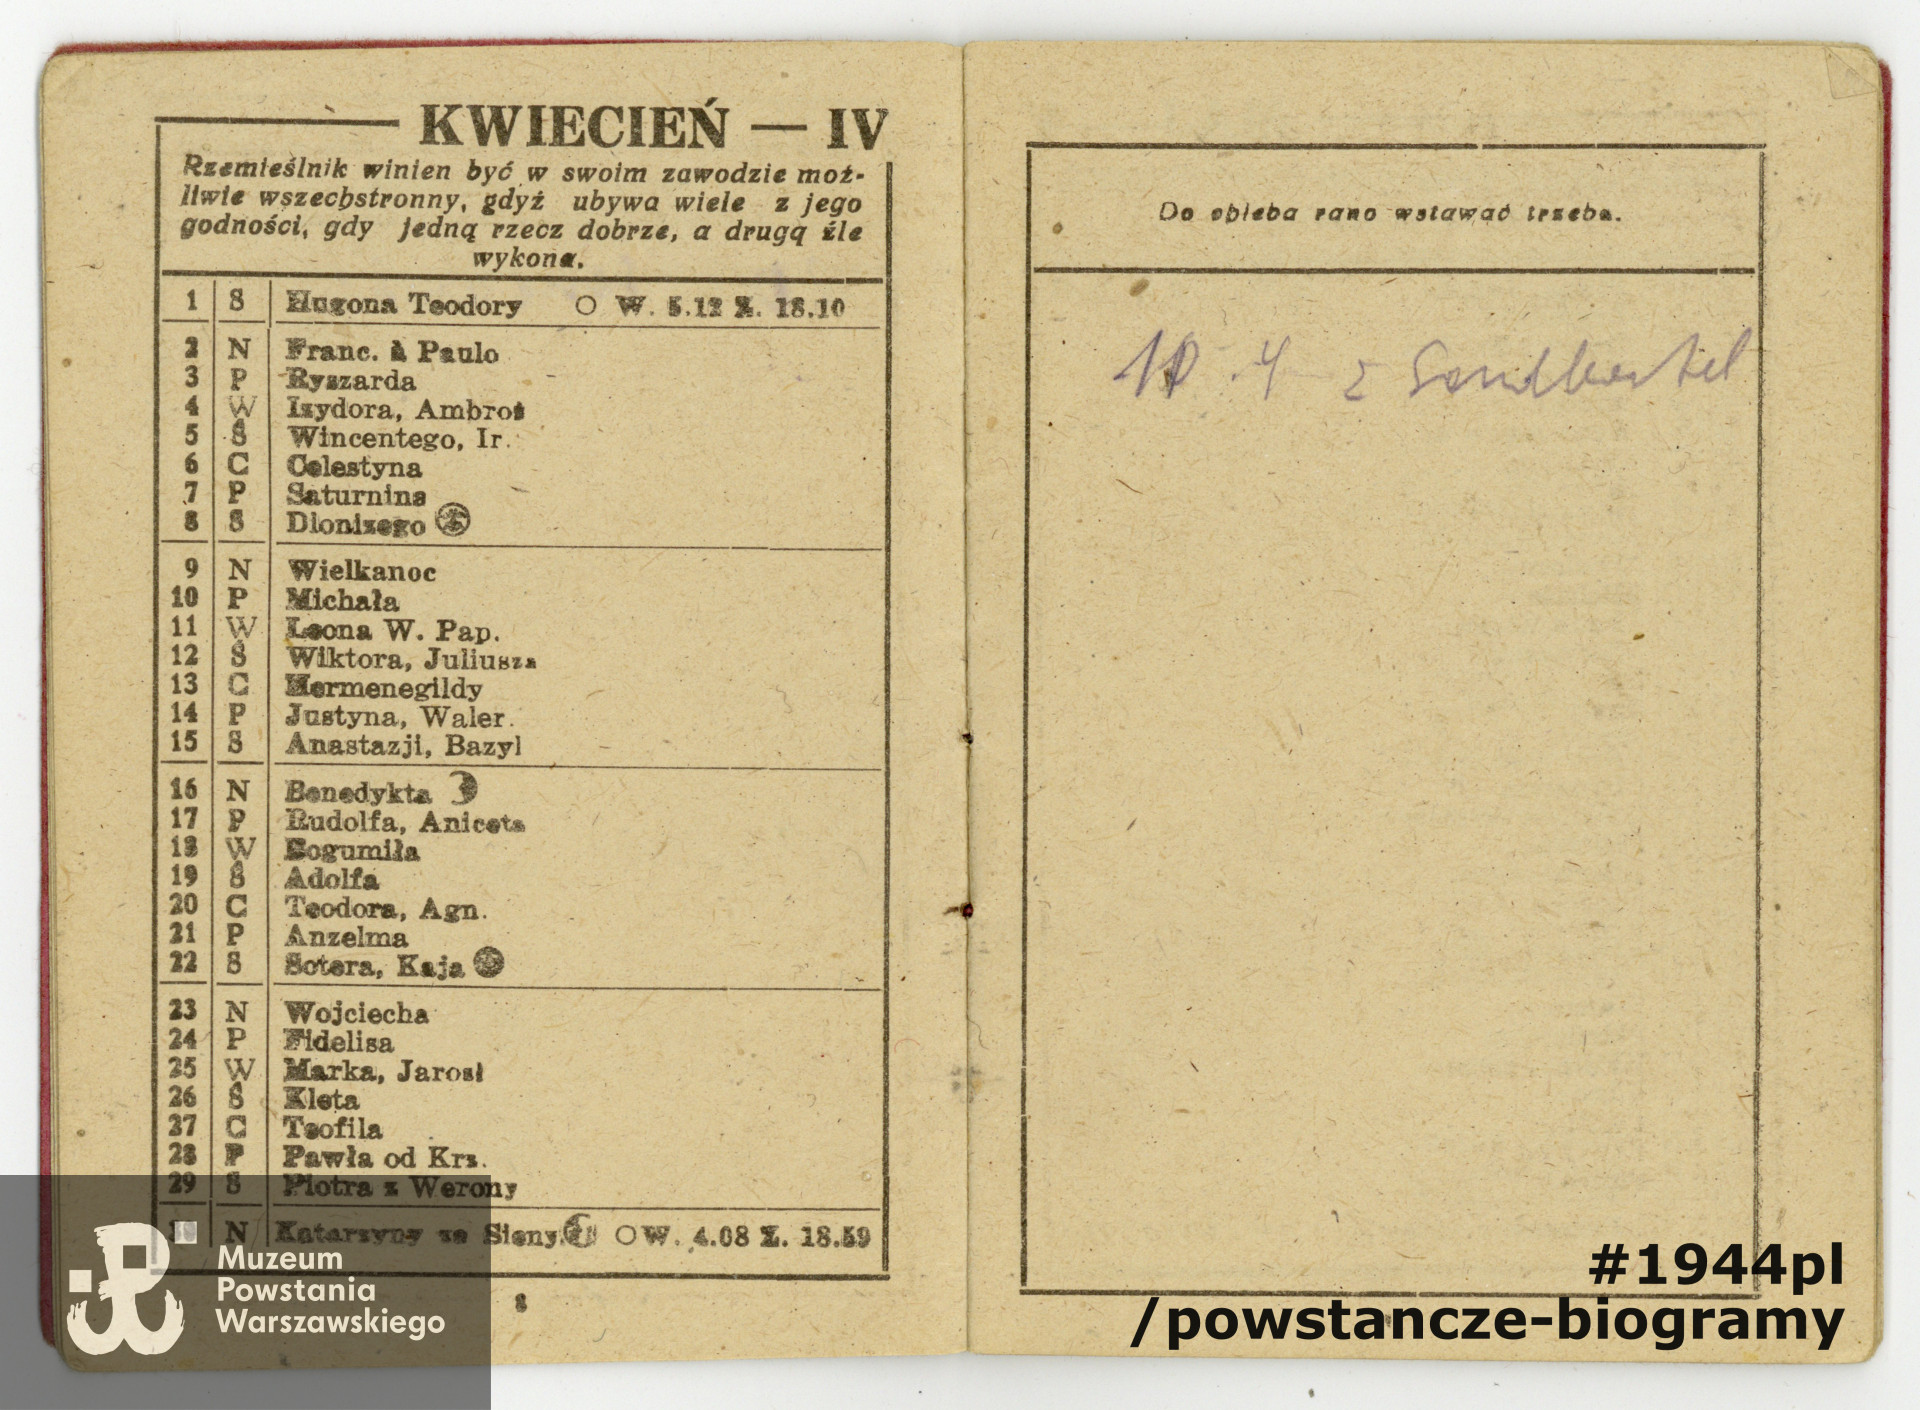 KWIECIEŃ — IV
Rzemieślnik winien być w swoim zawodzie moż-
liwie wszechstronny, gdyż ubywa wiele z jego
godności, gdy jedną rzecz dobrze, a drugą źle
wykona.
1 S Hugona Teodory ○ W. 5.12 Z. 18.10
2 N Franc. à Paulo
3 P Ryszarda
4 W Izydora, Ambroż
5 Ś Wincentego, Ir.
6 C Celestyna
7 P Saturnina
8 S Dionizego
9 N Wielkanoc
10 P Michała
11 W Leona W. Pap.
12 Ś Wiktora, Juliusza
13 C Hermenegildy
14 P Justyna, Waler.
15 S Anastazji, Bazyl
16 N Benedykta
17 P Rudolfa, Aniceta
18 W Bogumiła
19 Ś Adolfa
20 C Teodora, Agn.
21 P Anzelma
22 S Sotera, Kaja
23 N Wojciecha
24 P Fidelisa
25 W Marka, Jarosł
26 Ś Kleta
27 C Teofila
28 P Pawła od Krz.
29 S Piotra z Werony
30 N Katarzyny ze Sieny ○ W. 4.08 Z. 18.59
8
Do chleba rano wstawać trzeba.
10. 4 z Sandbostel
Muzeum
Powstania
Warszawskiego
#1944pl
/powstancze-biogramy